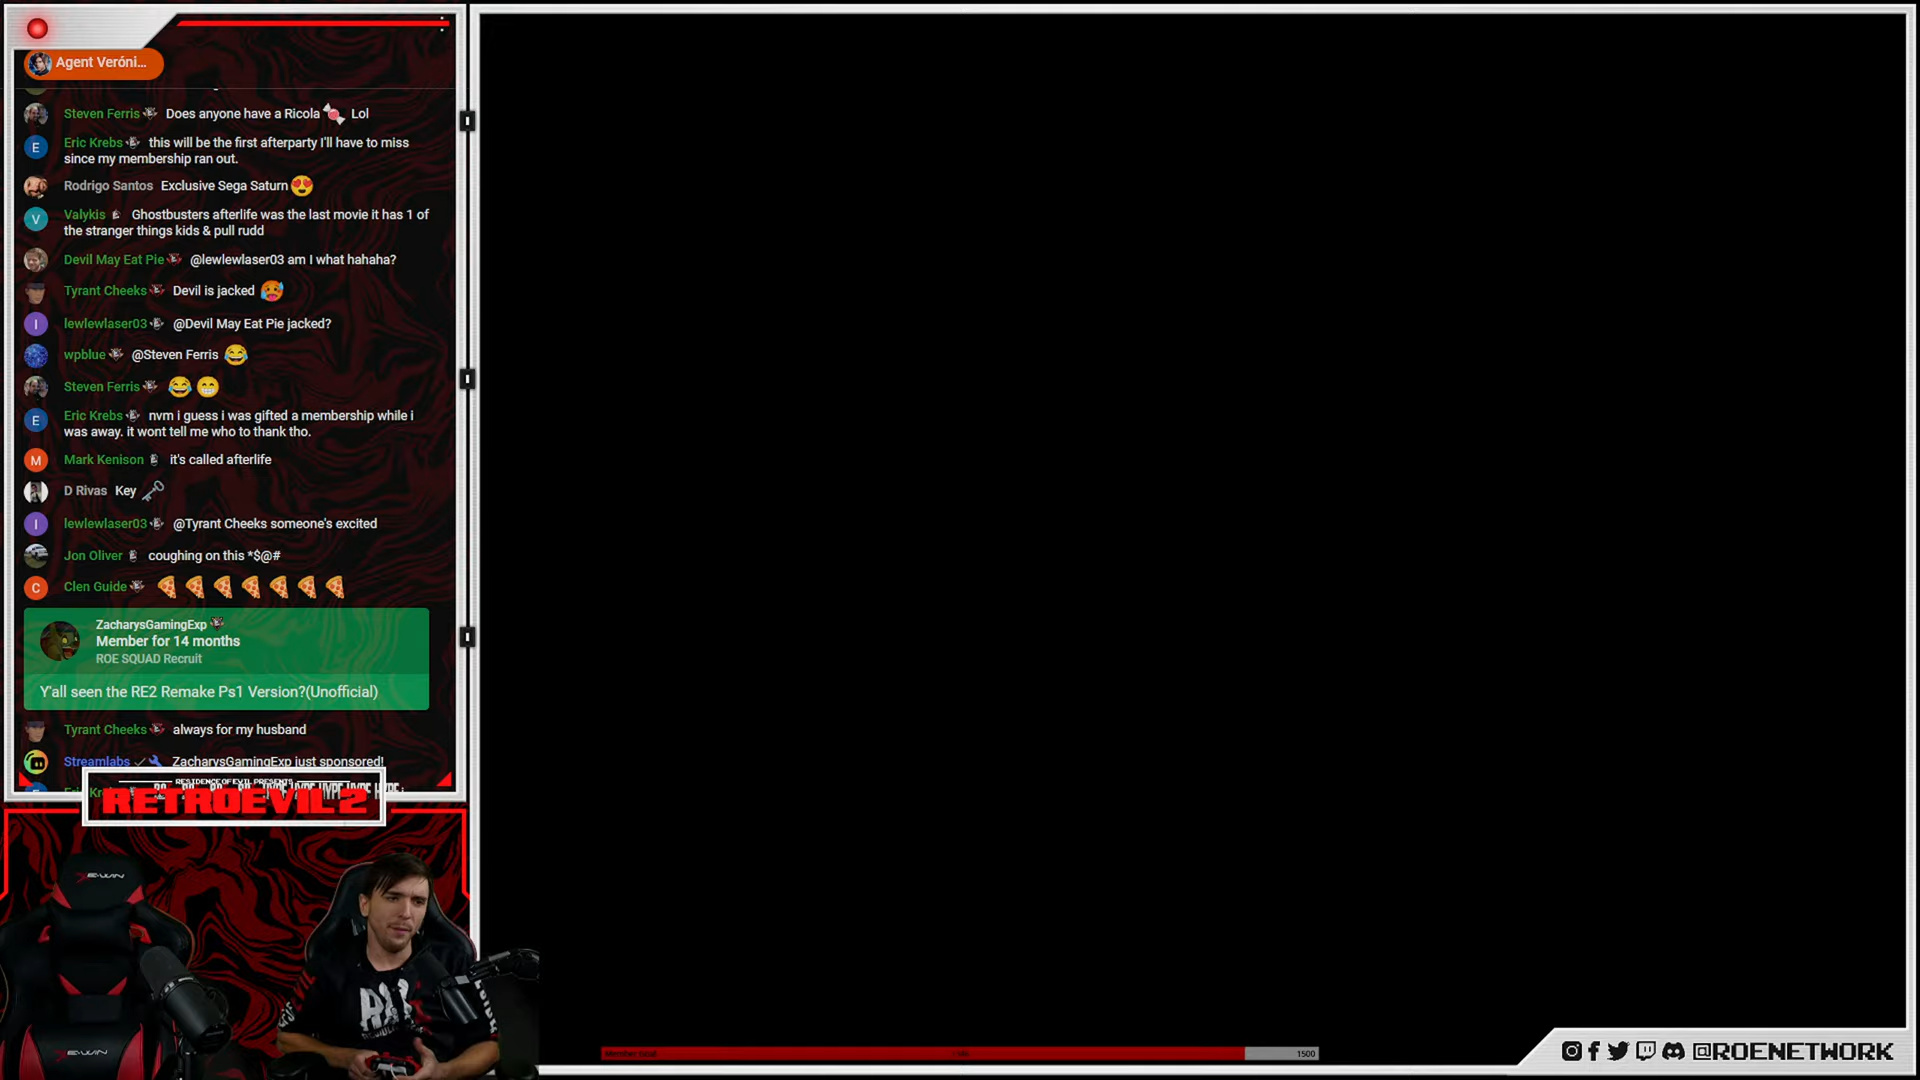 Agent Veróni...
Steven Ferris Does anyone have a Ricola Lol
Eric Krebs this will be the first afterparty I'll have to miss
since my membership ran out.
Rodrigo Santos Exclusive Sega Saturn
V Valykis Ghostbusters afterlife was the last movie it has 1 of
the stranger things kids & pull rudd
Devil May Eat Pie @lewlewlaser03 am I what hahaha?
Tyrant Cheeks Devil is jacked
l lewlewlaser03 @Devil May Eat Pie jacked?
wpblue @Steven Ferris
Steven Ferris
E Eric Krebs nvm i guess i was gifted a membership while i
was away. it wont tell me who to thank tho.
M Mark Kenison it's called afterlife
D Rivas Key
l lewlewlaser03 @Tyrant Cheeks someone's excited
Jon Oliver coughing on this *$@#
C Clen Guide
ZacharysGamingExp
Member for 14 months
ROE SQUAD Recruit
Y'all seen the RE2 Remake Ps1 Version?(Unofficial)
Tyrant Cheeks always for my husband
Streamlabs ZacharysGamingExp just sponsored!
RESIDENCE OF EVIL PRESENTS
RETROEVIL 2
1500
@ROENETWORK